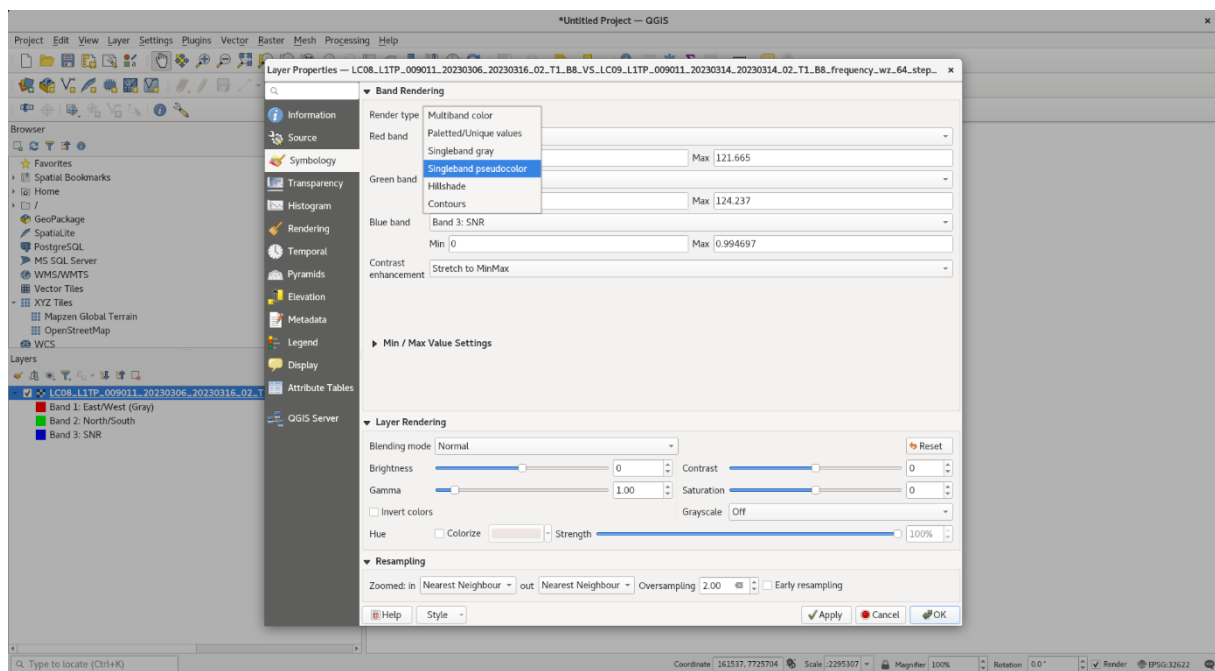 *Untitled Project — QGIS
Project Edit View Layer Settings Plugins Vector Raster Mesh Processing Help
Layer Properties — LC08_L1TP_009011_20230306_20230316_02_T1_B8_VS_LC09_L1TP_009011_20230314_20230314_02_T1_B8_frequency_wz_64_step_
Browser
Favorites
Spatial Bookmarks
Home
/
GeoPackage
SpatiaLite
PostgreSQL
MS SQL Server
WMS/WMTS
Vector Tiles
XYZ Tiles
Mapzen Global Terrain
OpenStreetMap
WCS
Layers
LC08_L1TP_009011_20230306_20230316_02_T
Band 1: East/West (Gray)
Band 2: North/South
Band 3: SNR
Information
Source
Symbology
Transparency
Histogram
Rendering
Temporal
Pyramids
Elevation
Metadata
Legend
Display
Attribute Tables
QGIS Server
Band Rendering
Render type
Multiband color
Paletted/Unique values
Singleband gray
Singleband pseudocolor
Hillshade
Contours
Red band
Max 121.665
Green band
Max 124.237
Blue band Band 3: SNR
Min 0 Max 0.994697
Contrast
enhancement Stretch to MinMax
Min / Max Value Settings
Layer Rendering
Blending mode Normal Reset
Brightness 0 Contrast 0
Gamma 1.00 Saturation 0
Invert colors Grayscale Off
Hue Colorize Strength 100%
Resampling
Zoomed: in Nearest Neighbour out Nearest Neighbour Oversampling 2.00 Early resampling
Help Style Apply Cancel OK
Type to locate (Ctrl+K) Coordinate 161537,7725704 Scale :2295307 Magnifier 100% Rotation 0.0 ° Render EPSG:32622